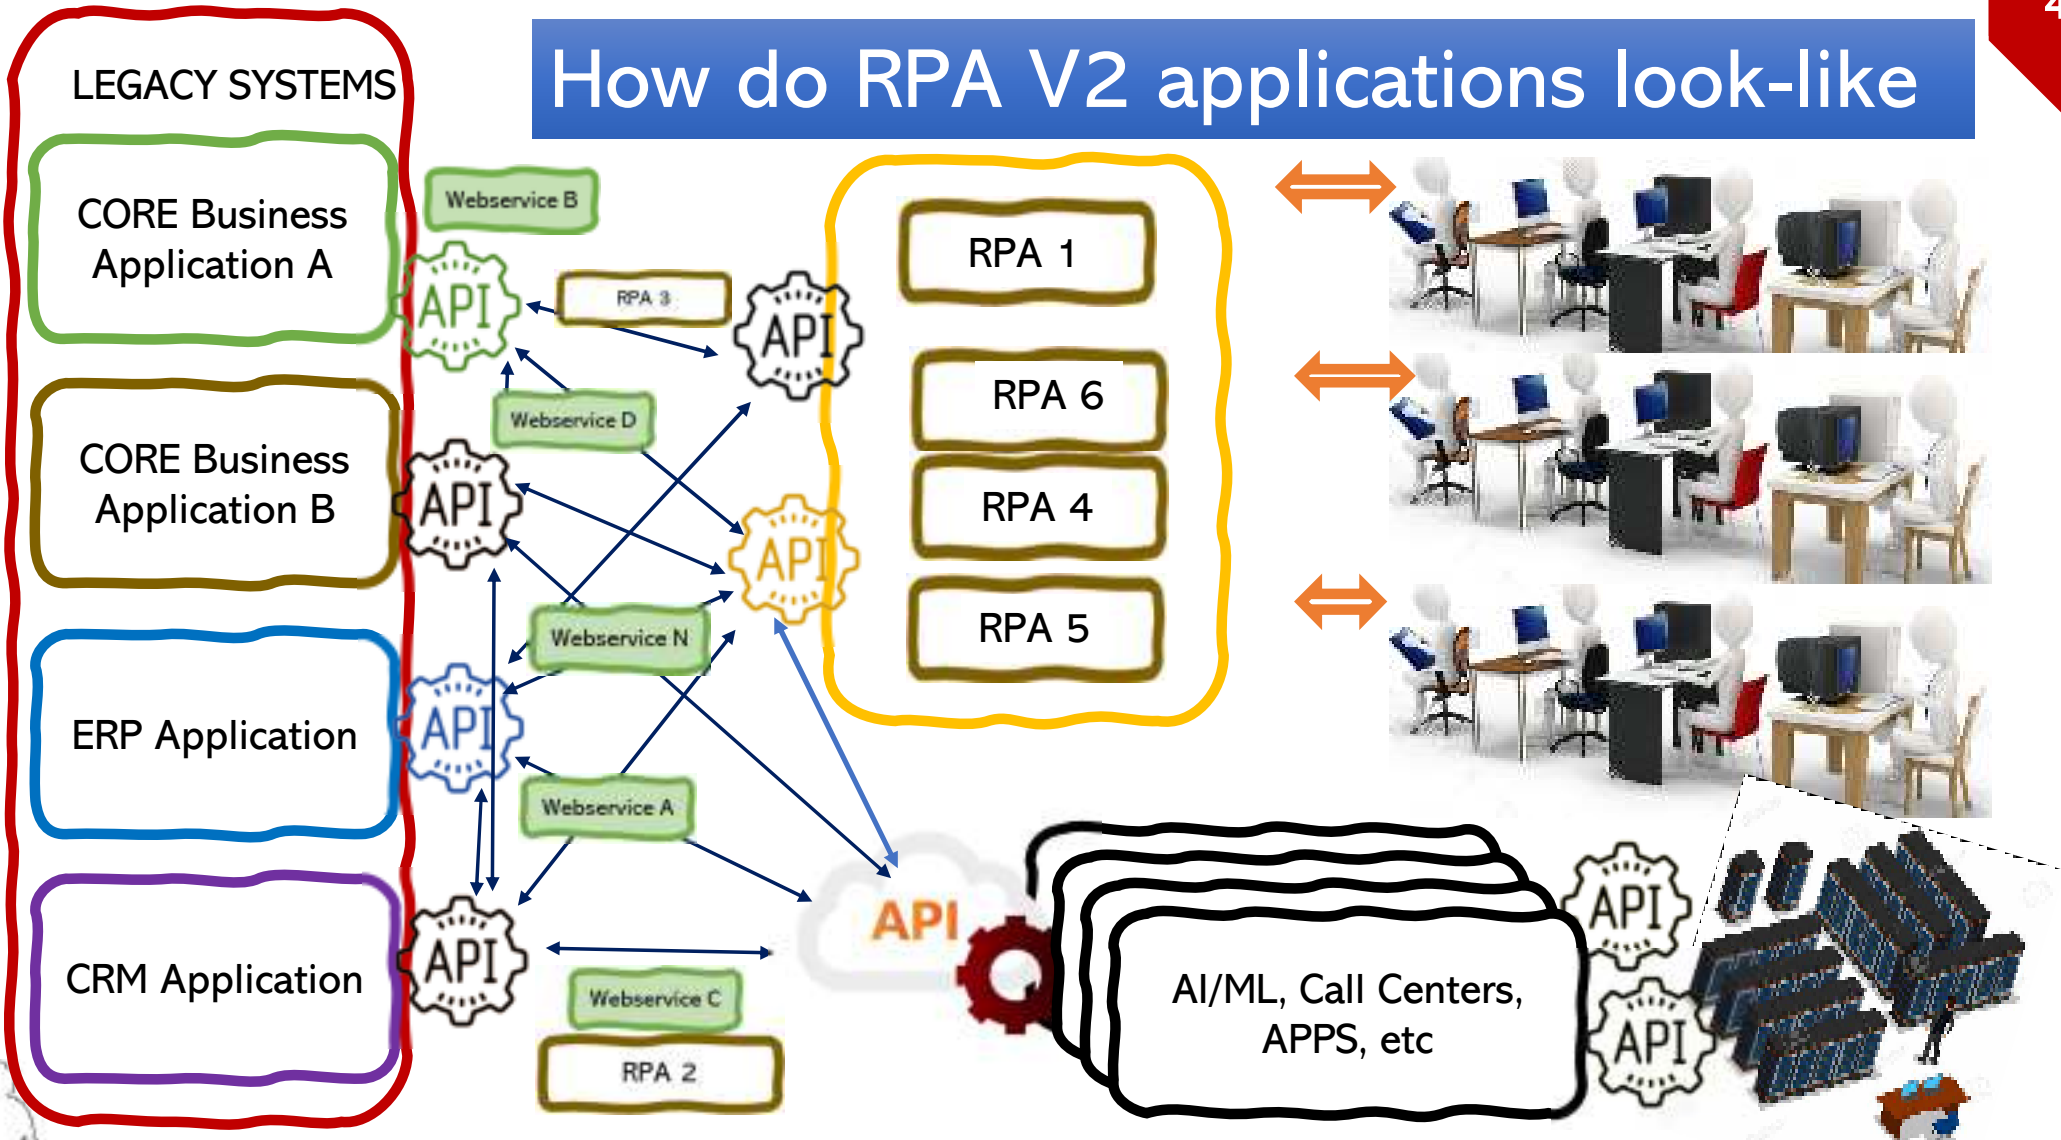 4
How do RPA V2 applications look-like
LEGACY SYSTEMS
CORE Business
Application A
CORE Business
Application B
ERP Application
CRM Application
API
API
API
API
Webservice B
RPA 3
Webservice D
Webservice N
Webservice A
Webservice C
RPA 2
API
API
RPA 1
RPA 6
RPA 4
RPA 5
API
AI/ML, Call Centers,
APPS, etc
API
API